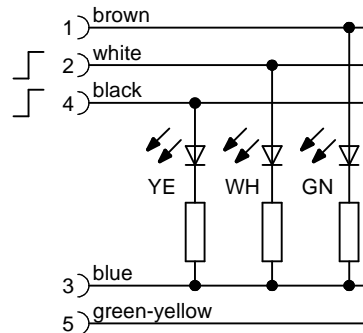 1 brown
2 white
4 black
YE WH GN
3 blue
5 green-yellow